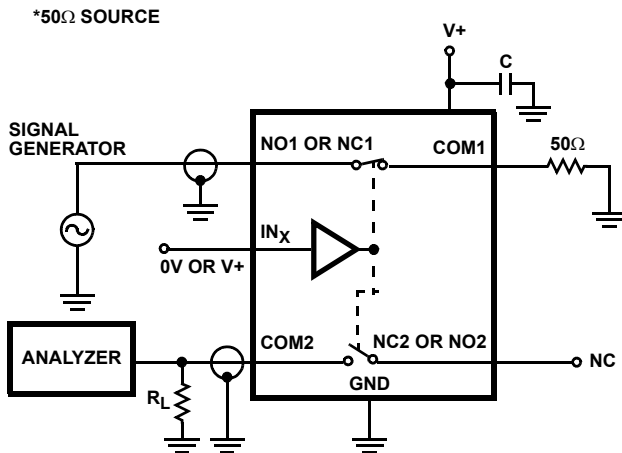 *50Ω SOURCE
V+
C
SIGNAL
GENERATOR
NO1 OR NC1
COM1
50Ω
INX
0V OR V+
ANALYZER
COM2
NC2 OR NO2
NC
GND
RL